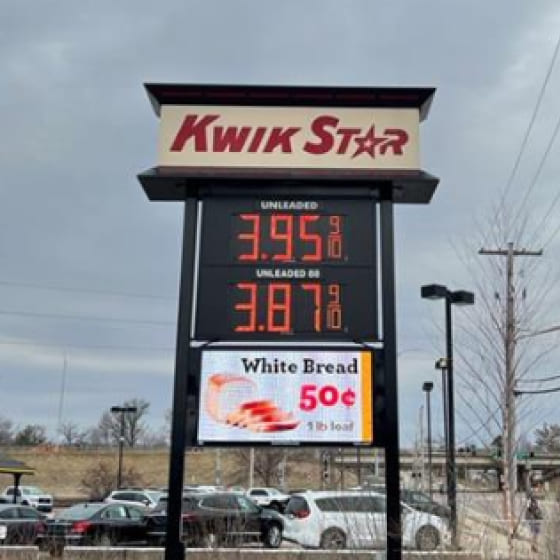 KWIK STAR
UNLEADED
3.95 9/10
UNLEADED 88
3.87 9/10
White Bread
50¢
1 lb loaf